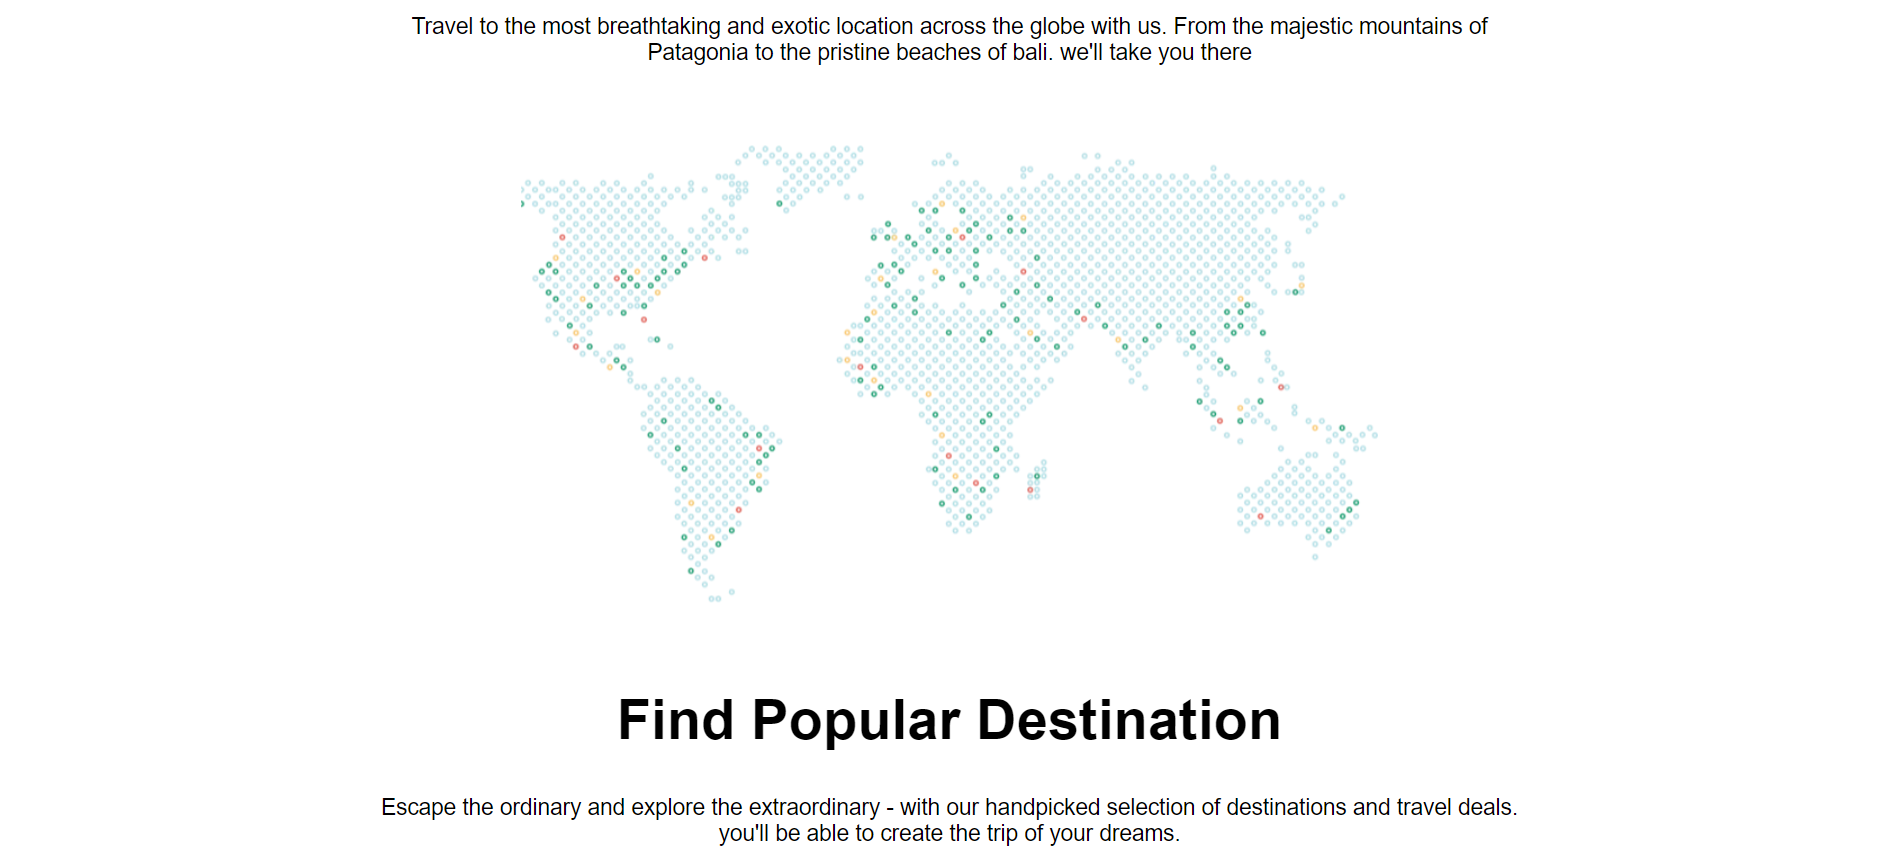 Travel to the most breathtaking and exotic location across the globe with us. From the majestic mountains of
Patagonia to the pristine beaches of bali. we'll take you there
Find Popular Destination
Escape the ordinary and explore the extraordinary - with our handpicked selection of destinations and travel deals.
you'll be able to create the trip of your dreams.